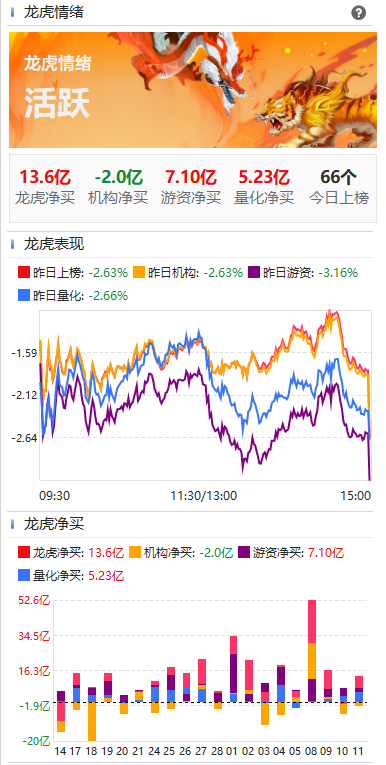 龙虎情绪 ?
龙虎情绪
活跃
13.6亿 -2.0亿 7.10亿 5.23亿 66个
龙虎净买 机构净买 游资净买 量化净买 今日上榜
龙虎表现
昨日上榜: -2.63% 昨日机构: -2.63% 昨日游资: -3.16%
昨日量化: -2.66%
-1.59
-2.12
-2.64
09:30 11:30/13:00 15:00
龙虎净买
龙虎净买: 13.6亿 机构净买: -2.0亿 游资净买: 7.10亿
量化净买: 5.23亿
52.6亿
34.5亿
16.3亿
-1.9亿
-20亿
14 17 18 19 20 21 24 25 26 27 28 01 02 03 04 05 08 09 10 11